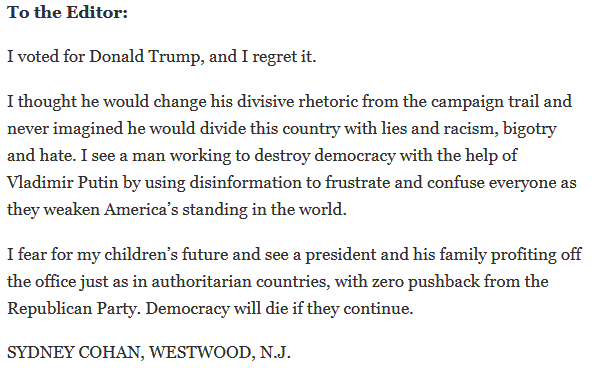 To the Editor:
I voted for Donald Trump, and I regret it.
I thought he would change his divisive rhetoric from the campaign trail and
never imagined he would divide this country with lies and racism, bigotry
and hate. I see a man working to destroy democracy with the help of
Vladimir Putin by using disinformation to frustrate and confuse everyone as
they weaken America’s standing in the world.
I fear for my children’s future and see a president and his family profiting off
the office just as in authoritarian countries, with zero pushback from the
Republican Party. Democracy will die if they continue.
SYDNEY COHAN, WESTWOOD, N.J.